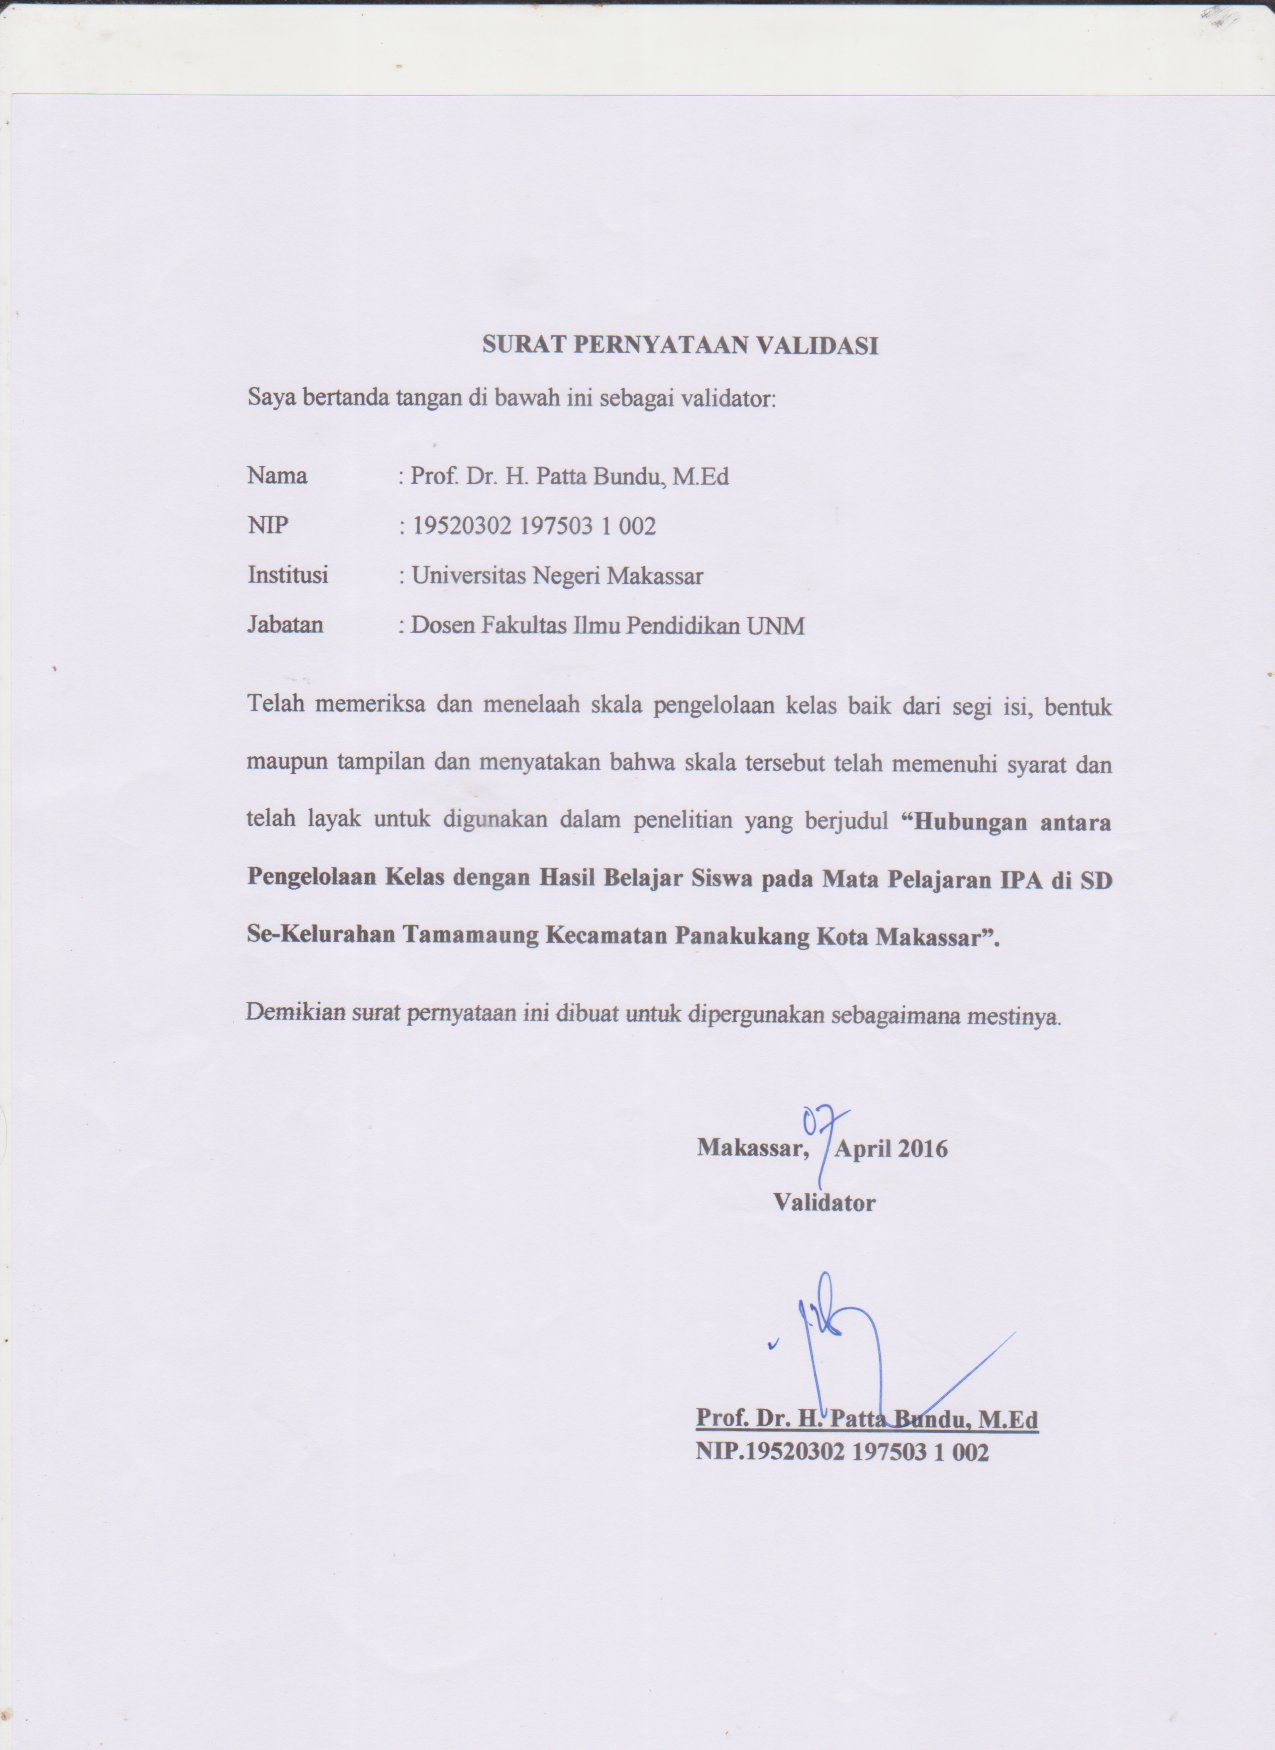 SURAT PERNYATAAN VALIDASI
Saya bertanda tangan di bawah ini sebagai validator:
Nama : Prof. Dr. H. Patta Bundu, M.Ed
NIP : 19520302 197503 1 002
Institusi : Universitas Negeri Makassar
Jabatan : Dosen Fakultas Ilmu Pendidikan UNM
Telah memeriksa dan menelaah skala pengelolaan kelas baik dari segi isi, bentuk
maupun tampilan dan menyatakan bahwa skala tersebut telah memenuhi syarat dan
telah layak untuk digunakan dalam penelitian yang berjudul “Hubungan antara
Pengelolaan Kelas dengan Hasil Belajar Siswa pada Mata Pelajaran IPA di SD
Se-Kelurahan Tamamaung Kecamatan Panakukang Kota Makassar”.
Demikian surat pernyataan ini dibuat untuk dipergunakan sebagaimana mestinya.
Makassar, 07 April 2016
Validator
Prof. Dr. H. Patta Bundu, M.Ed
NIP.19520302 197503 1 002